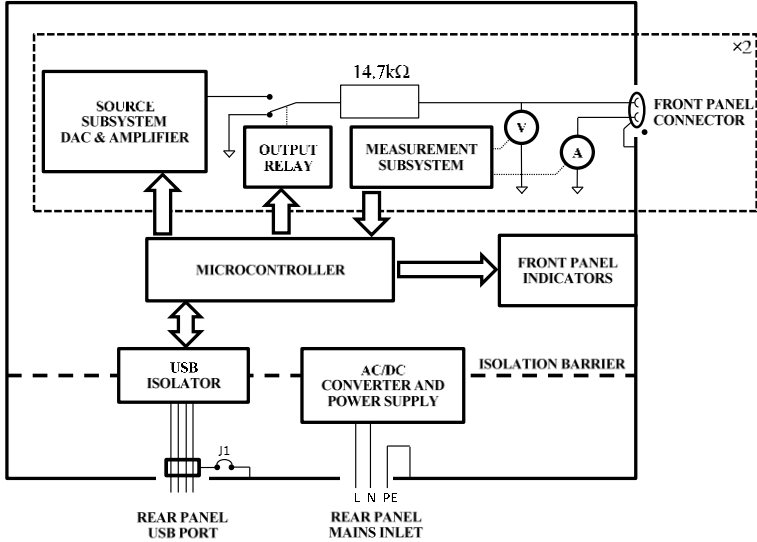 ×2
14.7kΩ
SOURCE
SUBSYSTEM
DAC & AMPLIFIER
FRONT PANEL
CONNECTOR
V
A
OUTPUT
RELAY
MEASUREMENT
SUBSYSTEM
MICROCONTROLLER
FRONT PANEL
INDICATORS
USB
ISOLATOR
AC/DC
CONVERTER AND
POWER SUPPLY
ISOLATION BARRIER
J1
L N PE
REAR PANEL
USB PORT
REAR PANEL
MAINS INLET